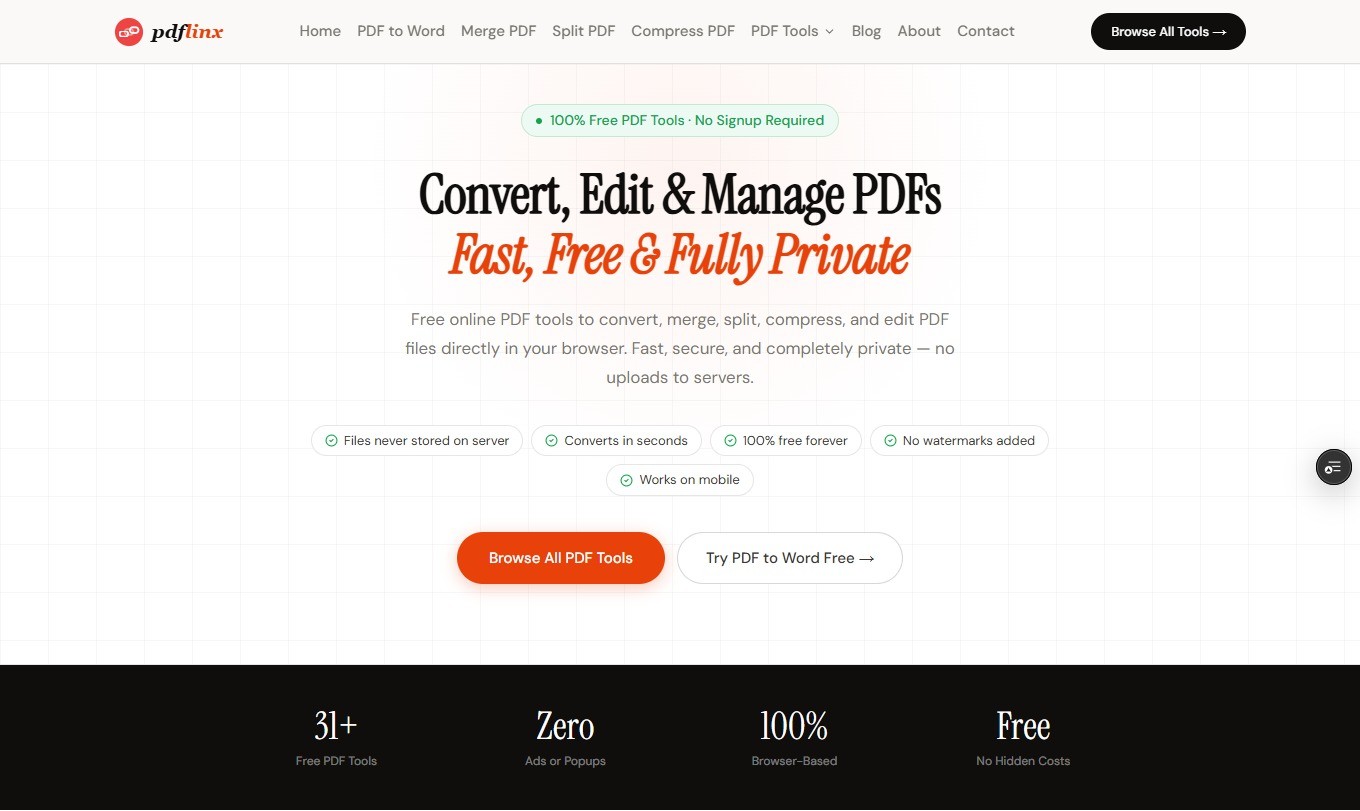 pdflinx
Home PDF to Word Merge PDF Split PDF Compress PDF PDF Tools Blog About Contact
Browse All Tools →
100% Free PDF Tools · No Signup Required
Convert, Edit & Manage PDFs
Fast, Free & Fully Private
Free online PDF tools to convert, merge, split, compress, and edit PDF
files directly in your browser. Fast, secure, and completely private — no
uploads to servers.
Files never stored on server Converts in seconds 100% free forever No watermarks added
Works on mobile
Browse All PDF Tools Try PDF to Word Free →
31+ Zero 100% Free
Free PDF Tools Ads or Popups Browser-Based No Hidden Costs